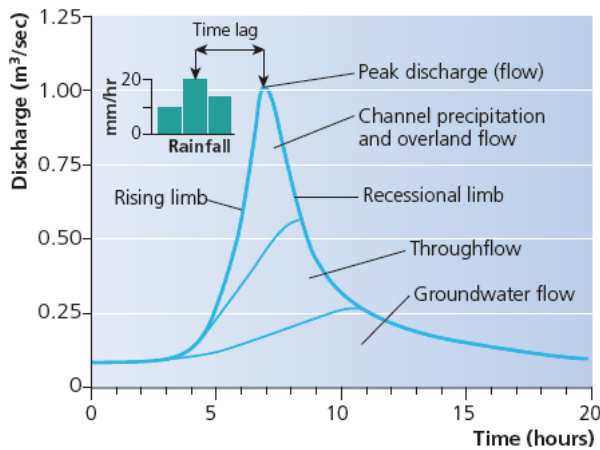 1.25
Time lag
20
mm/hr
0
Rainfall
Peak discharge (flow)
1.00
Channel precipitation
and overland flow
Discharge (m³/sec)
0.75
Rising limb
Recessional limb
0.50
Throughflow
Groundwater flow
0.25
0
0
5
10
15
20
Time (hours)